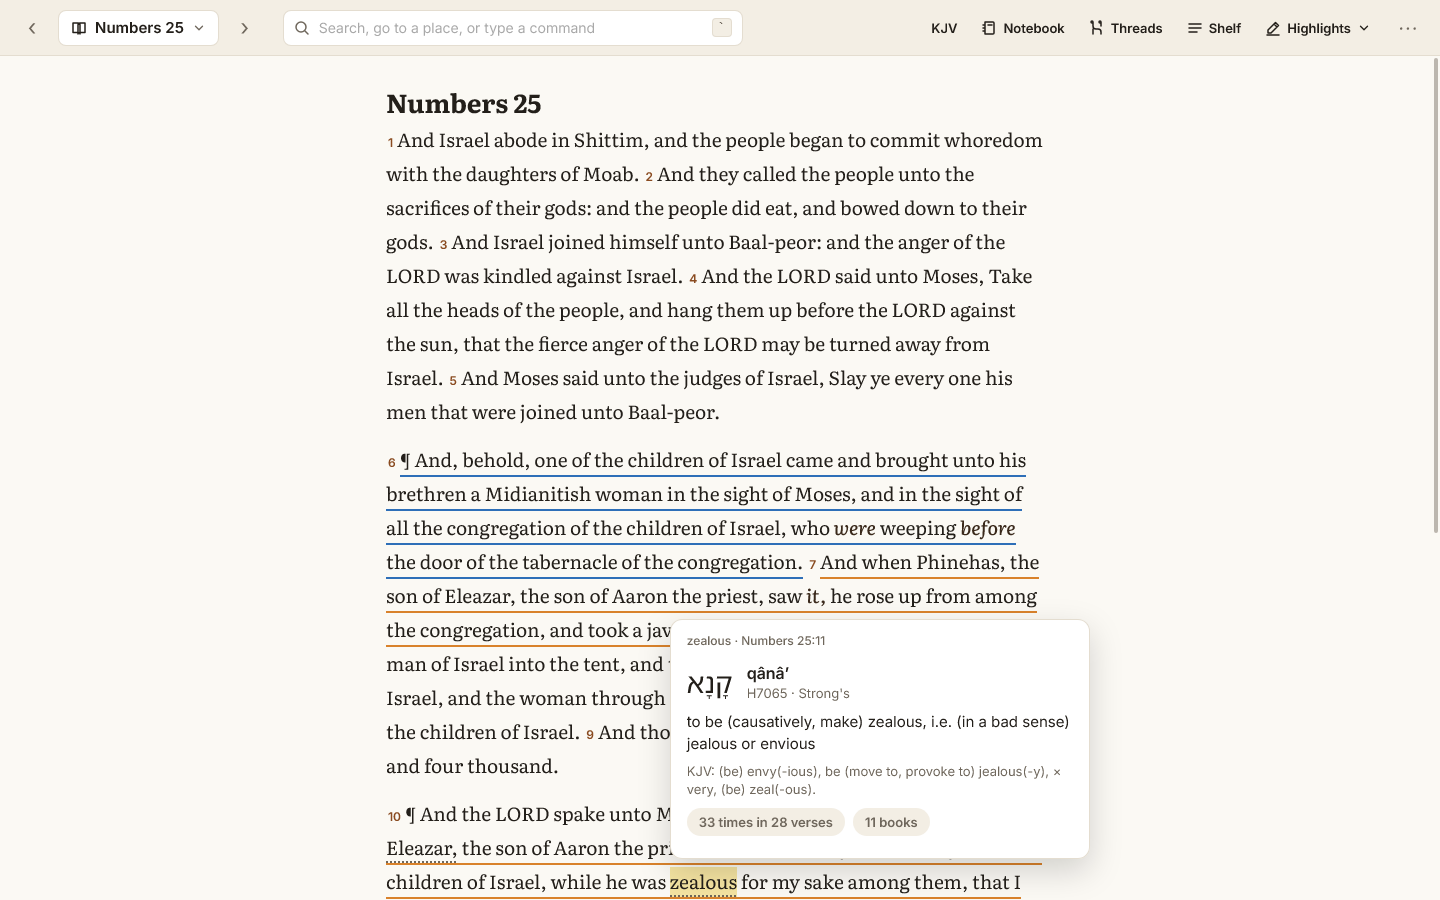 Numbers 25
Search, go to a place, or type a command
`
KJV
Notebook
Threads
Shelf
Highlights
Numbers 25
1 And Israel abode in Shittim, and the people began to commit whoredom
with the daughters of Moab. 2 And they called the people unto the
sacrifices of their gods: and the people did eat, and bowed down to their
gods. 3 And Israel joined himself unto Baal-peor: and the anger of the
LORD was kindled against Israel. 4 And the LORD said unto Moses, Take
all the heads of the people, and hang them up before the LORD against
the sun, that the fierce anger of the LORD may be turned away from
Israel. 5 And Moses said unto the judges of Israel, Slay ye every one his
men that were joined unto Baal-peor.
6 ¶ And, behold, one of the children of Israel came and brought unto his
brethren a Midianitish woman in the sight of Moses, and in the sight of
all the congregation of the children of Israel, who were weeping before
the door of the tabernacle of the congregation. 7 And when Phinehas, the
son of Eleazar, the son of Aaron the priest, saw it, he rose up from among
the congregation, and took a jav
man of Israel into the tent, and
Israel, and the woman through
the children of Israel. 9 And tho
and four thousand.
10 ¶ And the LORD spake unto M
Eleazar, the son of Aaron the pri
children of Israel, while he was zealous for my sake among them, that I
zealous · Numbers 25:11
קָנָא qânâʼ
H7065 · Strong's
to be (causatively, make) zealous, i.e. (in a bad sense)
jealous or envious
KJV: (be) envy(-ious), be (move to, provoke to) jealous(-y), ×
very, (be) zeal(-ous).
33 times in 28 verses
11 books